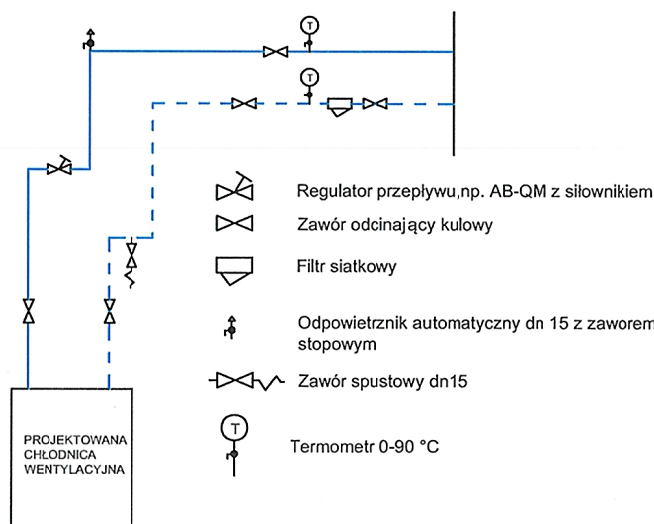 T
T
Regulator przepływu,np. AB-QM z siłownikiem
Zawór odcinający kulowy
Filtr siatkowy
Odpowietrznik automatyczny dn 15 z zaworem
stopowym
Zawór spustowy dn15
T
Termometr 0-90 °C
PROJEKTOWANA
CHŁODNICA
WENTYLACYJNA